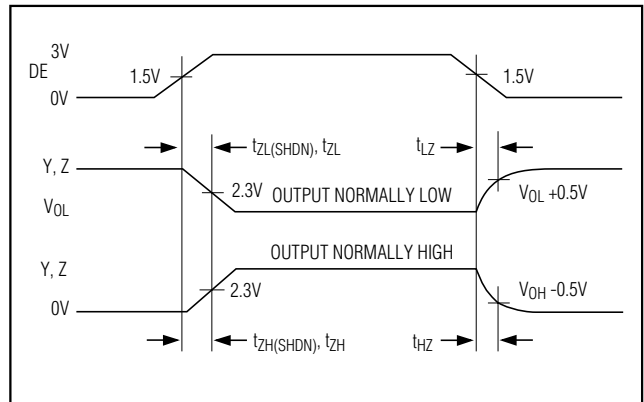 3V
DE
1.5V
1.5V
0V
tZL(SHDN), tZL
tLZ
Y, Z
2.3V
OUTPUT NORMALLY LOW
VOL +0.5V
VOL
OUTPUT NORMALLY HIGH
Y, Z
2.3V
VOH -0.5V
0V
tZH(SHDN), tZH
tHZ